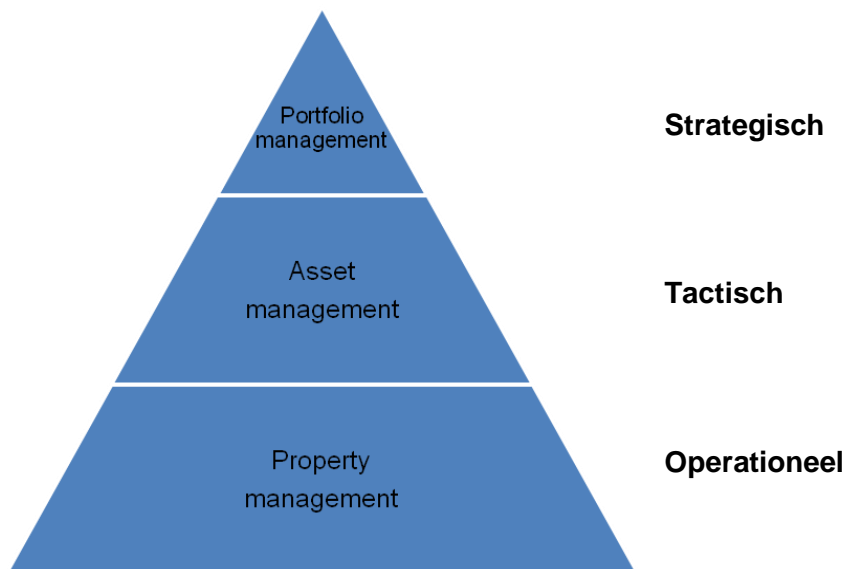 Portfolio
management
Strategisch
Asset
management
Tactisch
Property
management
Operationeel